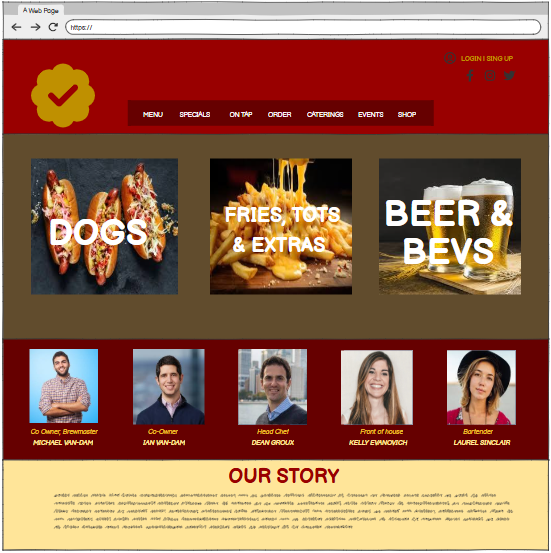 A Web Page
https://
LOGIN I SING UP
MENU SPECIALS ON TAP ORDER CATERINGS EVENTS SHOP
DOGS
FRIES, TOTS
& EXTRAS
BEER &
BEVS
Co Owner, Brewmaster
MICHAEL VAN-DAM
Co-Owner
IAN VAN-DAM
Head Chef
DEAN GROUX
Front of house
KELLY EVANOVICH
Bartender
LAUREL SINCLAIR
OUR STORY